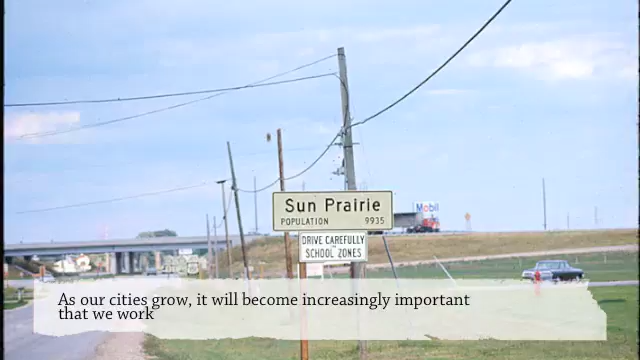 Mobil
Sun Prairie
POPULATION 9935
DRIVE CAREFULLY
SCHOOL ZONES
As our cities grow, it will become increasingly important
that we work